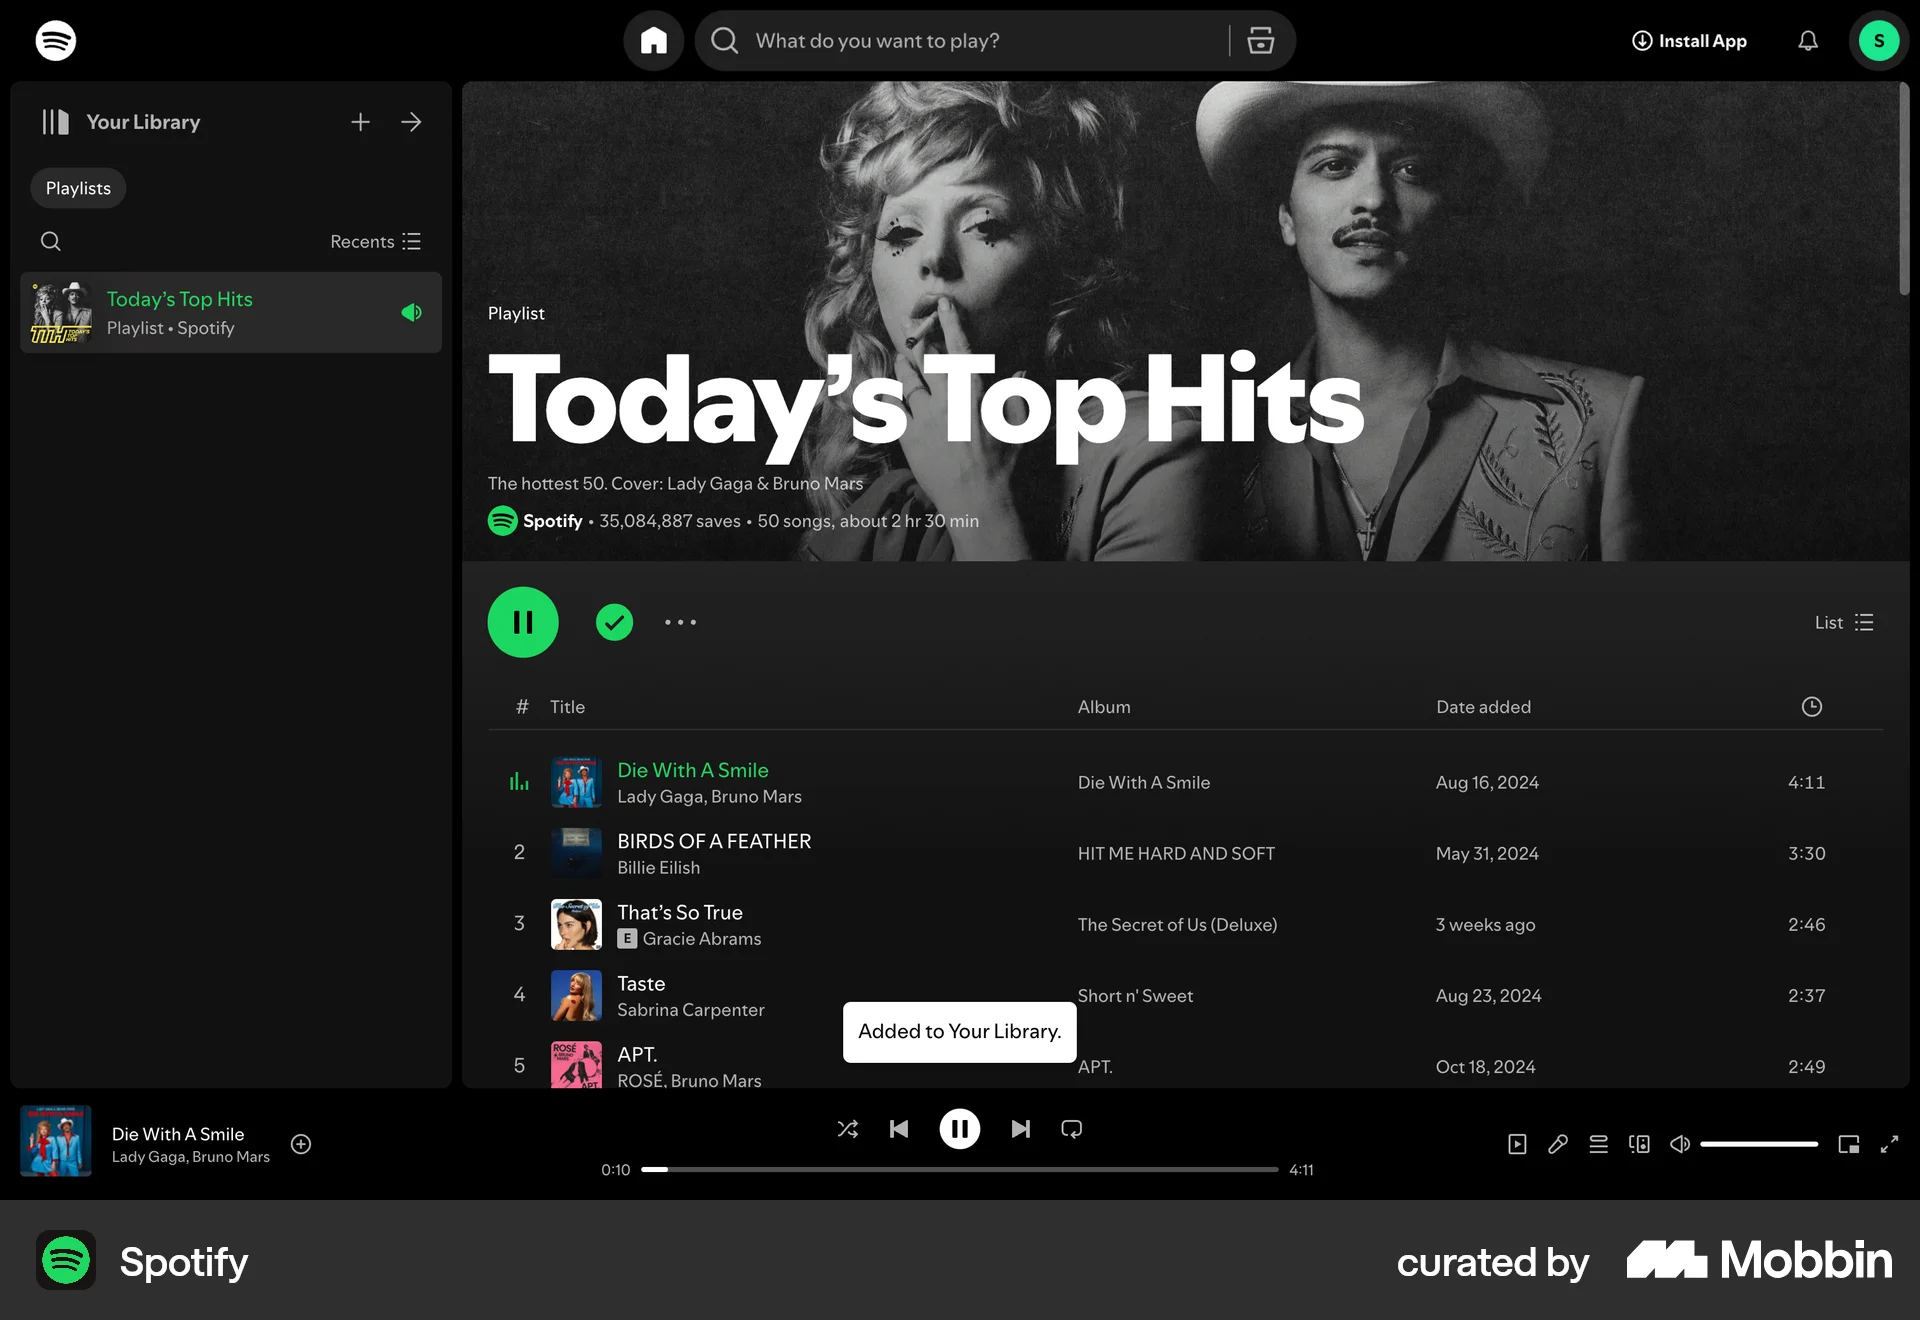 What do you want to play?
Install App
S
Your Library
Playlists
Recents
Today's Top Hits
Playlist • Spotify
Playlist
Today's Top Hits
The hottest 50. Cover: Lady Gaga & Bruno Mars
Spotify • 35,084,887 saves • 50 songs, about 2 hr 30 min
List
# Title Album Date added
Die With A Smile
Lady Gaga, Bruno Mars
Die With A Smile
Aug 16, 2024
4:11
2
BIRDS OF A FEATHER
Billie Eilish
HIT ME HARD AND SOFT
May 31, 2024
3:30
3
That's So True
E Gracie Abrams
The Secret of Us (Deluxe)
3 weeks ago
2:46
4
Taste
Sabrina Carpenter
Short n' Sweet
Aug 23, 2024
2:37
5
ROSÉ
APT.
APT.
ROSÉ, Bruno Mars
APT.
Oct 18, 2024
2:49
Added to Your Library.
Die With A Smile
Lady Gaga, Bruno Mars
0:10
4:11
Spotify
curated by Mobbin